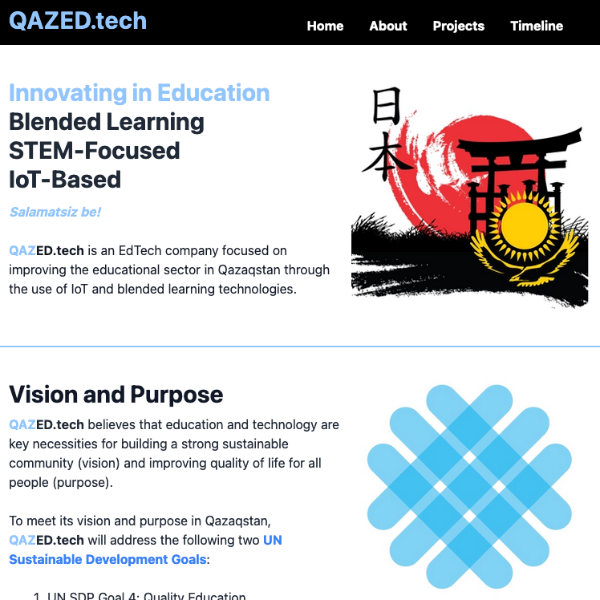 QAZED.tech
Home About Projects Timeline
Innovating in Education
Blended Learning
STEM-Focused
IoT-Based
Salamatsiz be!
QAZED.tech is an EdTech company focused on
improving the educational sector in Qazaqstan through
the use of IoT and blended learning technologies.
日本
Vision and Purpose
QAZED.tech believes that education and technology are
key necessities for building a strong sustainable
community (vision) and improving quality of life for all
people (purpose).
To meet its vision and purpose in Qazaqstan,
QAZED.tech will address the following two UN
Sustainable Development Goals:
1. UN SDP Goal 4: Quality Education